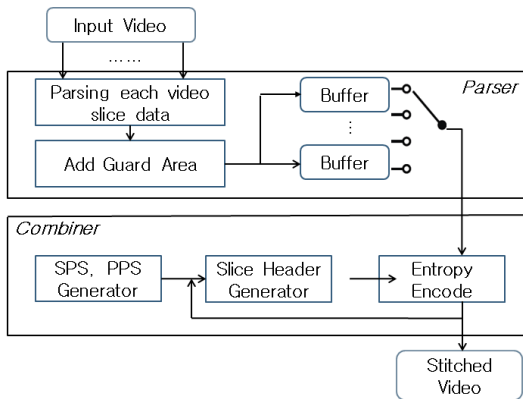 Input Video
... ...
Parser
Parsing each video
slice data
Buffer
...
Add Guard Area
Buffer
Combiner
SPS, PPS
Generator
Slice Header
Generator
Entropy
Encode
Stitched
Video